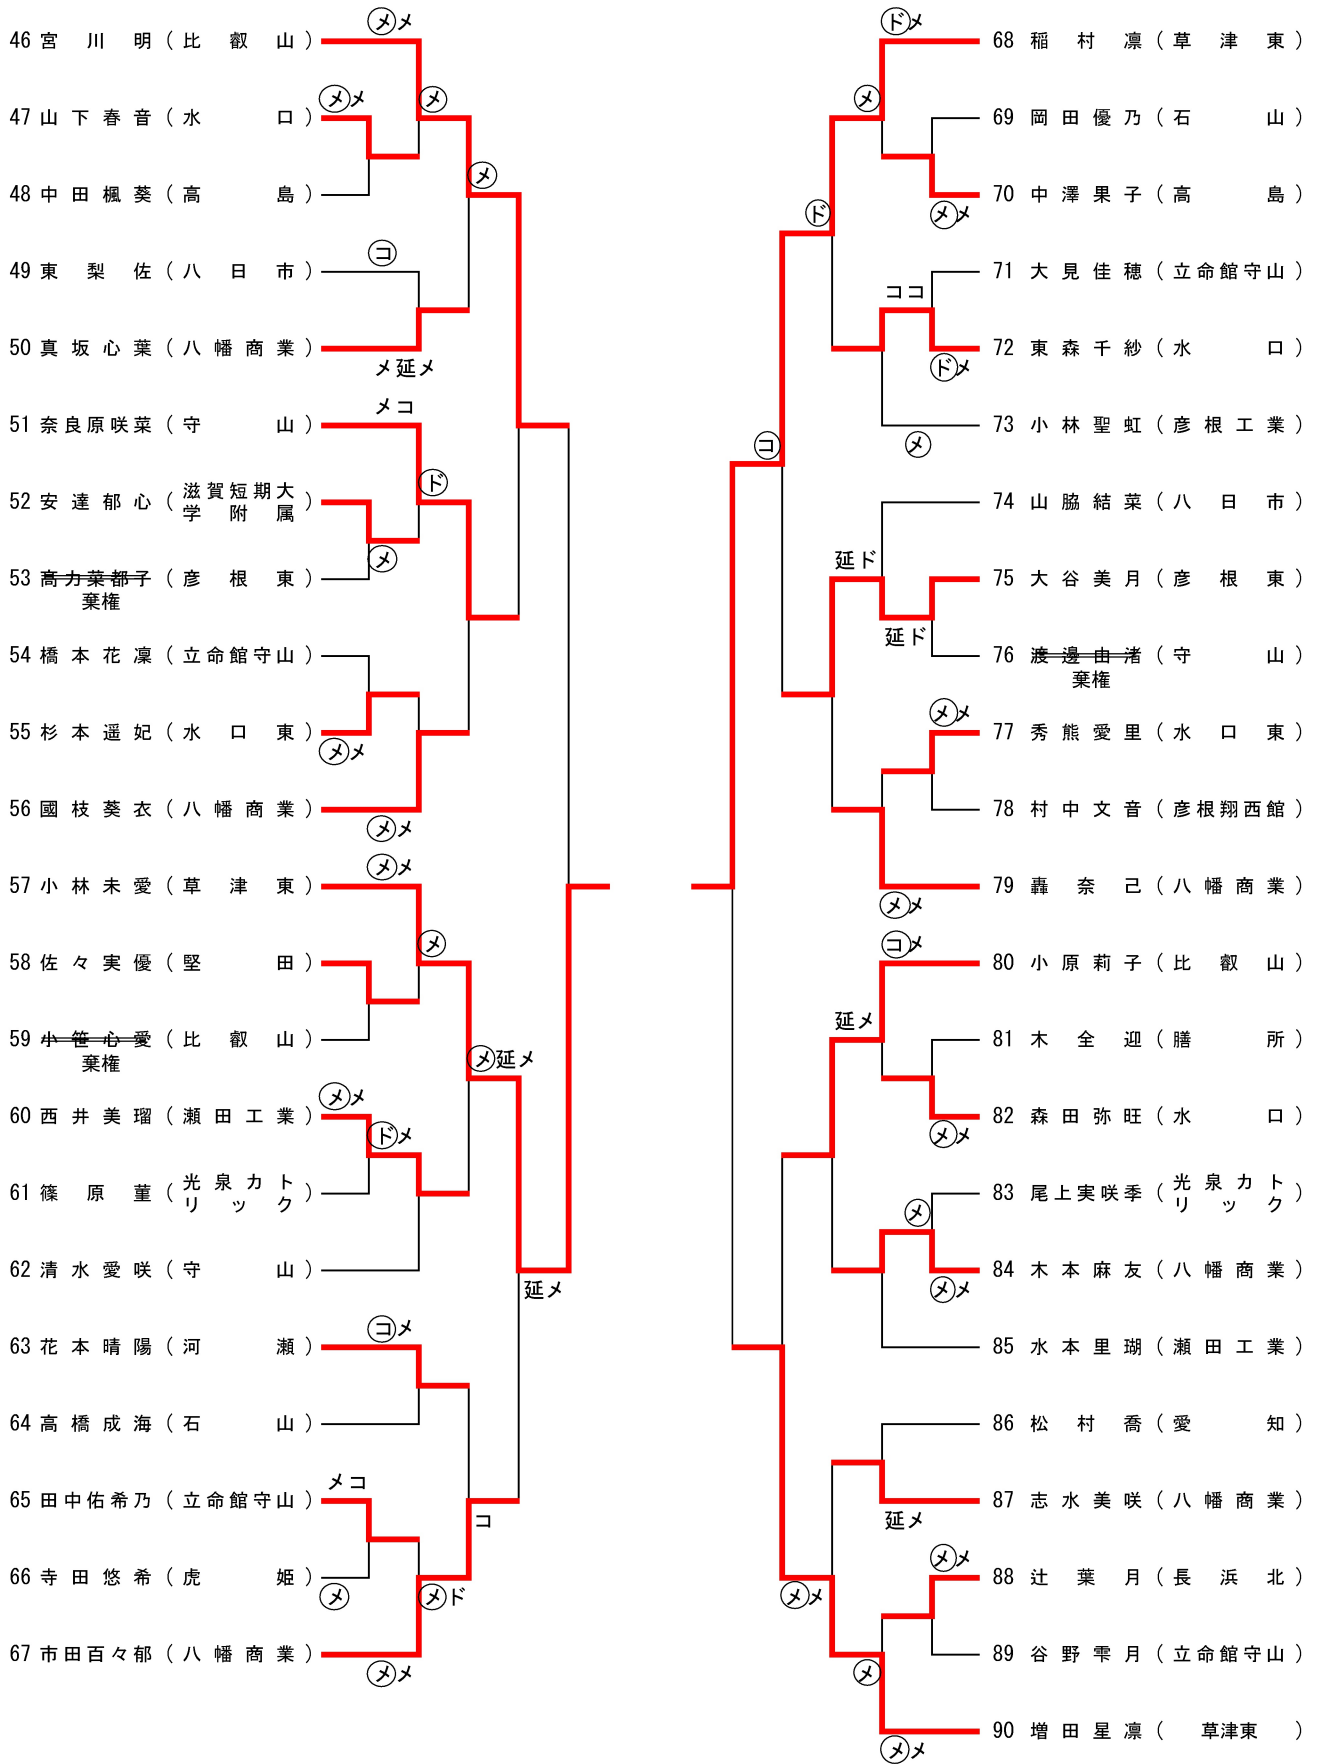 46 宮川明（比叡山）
メメ
47 山下春音（水口）
メメ
メ
48 中田楓葵（高島）
メ
49 東梨佐（八日市）
コ
50 真坂心葉（八幡商業）
メ延メ
51 奈良原咲菜（守山）
メコ
52 安達郁心（滋賀短期大学附属）
ド
メ
53 高力菜都子（彦根東）
棄権
54 橋本花凜（立命館守山）
55 杉本遥妃（水口東）
メメ
56 國枝葵衣（八幡商業）
メメ
57 小林未愛（草津東）
メメ
58 佐々実優（堅田）
メ
59 小笹心愛（比叡山）
棄権
メ延メ
60 西井美瑠（瀬田工業）
メメ
ドメ
61 篠原菫（光泉カトリック）
62 清水愛咲（守山）
延メ
63 花本晴陽（河瀬）
コメ
64 高橋成海（石山）
65 田中佑希乃（立命館守山）
メコ
コ
66 寺田悠希（虎姫）
メ
メド
67 市田百々郁（八幡商業）
メメ
ドメ
68 稲村凛（草津東）
メ
69 岡田優乃（石山）
70 中澤果子（高島）
メメ
ド
71 大見佳穂（立命館守山）
ココ
72 東森千紗（水口）
ドメ
73 小林聖虹（彦根工業）
メ
コ
74 山脇結菜（八日市）
延ド
75 大谷美月（彦根東）
延ド
76 渡邉由渚（守山）
棄権
メメ
77 秀熊愛里（水口東）
78 村中文音（彦根翔西館）
79 轟奈己（八幡商業）
メメ
コメ
80 小原莉子（比叡山）
延メ
81 木全迎（膳所）
82 森田弥旺（水口）
メメ
83 尾上実咲季（光泉カトリック）
メ
84 木本麻友（八幡商業）
メメ
85 水本里瑚（瀬田工業）
86 松村喬（愛知）
87 志水美咲（八幡商業）
延メ
メメ
88 辻葉月（長浜北）
メメ
89 谷野雫月（立命館守山）
メ
90 増田星凛（草津東）
メメ